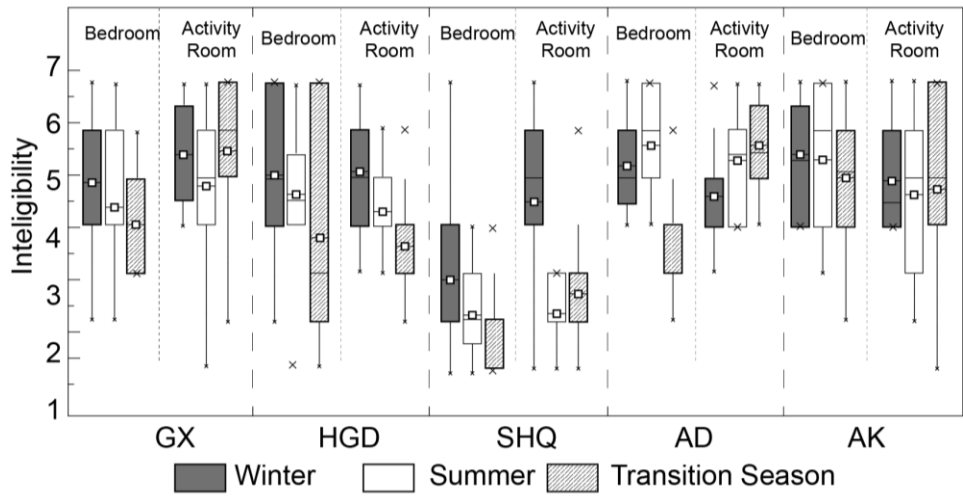 Bedroom Activity Room Bedroom Activity Room Bedroom Activity Room Bedroom Activity Room Bedroom Activity Room
Inteligibility
7
6
5
4
3
2
1
GX HGD SHQ AD AK
Winter Summer Transition Season